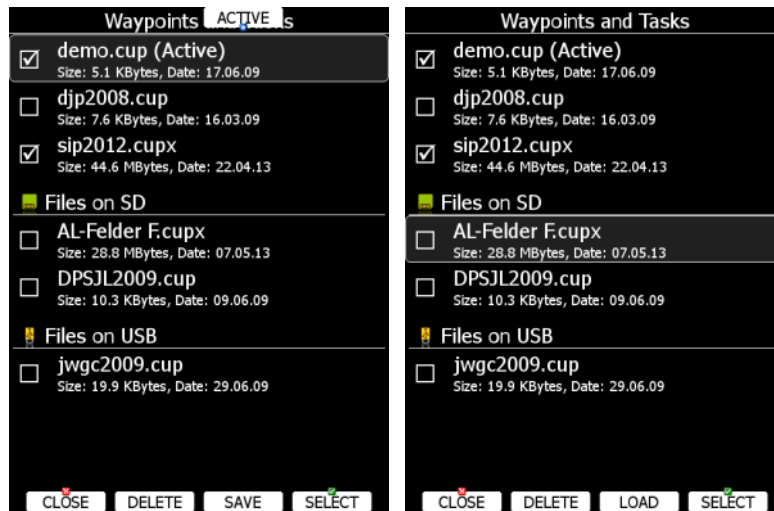 Waypoints and Tasks
ACTIVE
demo.cup (Active)
Size: 5.1 KBytes, Date: 17.06.09
djp2008.cup
Size: 7.6 KBytes, Date: 16.03.09
sip2012.cupx
Size: 44.6 MBytes, Date: 22.04.13
Files on SD
AL-Felder F.cupx
Size: 28.8 MBytes, Date: 07.05.13
DPSJL2009.cup
Size: 10.3 KBytes, Date: 09.06.09
Files on USB
jwgc2009.cup
Size: 19.9 KBytes, Date: 29.06.09
CLOSE DELETE SAVE SELECT
Waypoints and Tasks
demo.cup (Active)
Size: 5.1 KBytes, Date: 17.06.09
djp2008.cup
Size: 7.6 KBytes, Date: 16.03.09
sip2012.cupx
Size: 44.6 MBytes, Date: 22.04.13
Files on SD
AL-Felder F.cupx
Size: 28.8 MBytes, Date: 07.05.13
DPSJL2009.cup
Size: 10.3 KBytes, Date: 09.06.09
Files on USB
jwgc2009.cup
Size: 19.9 KBytes, Date: 29.06.09
CLOSE DELETE LOAD SELECT